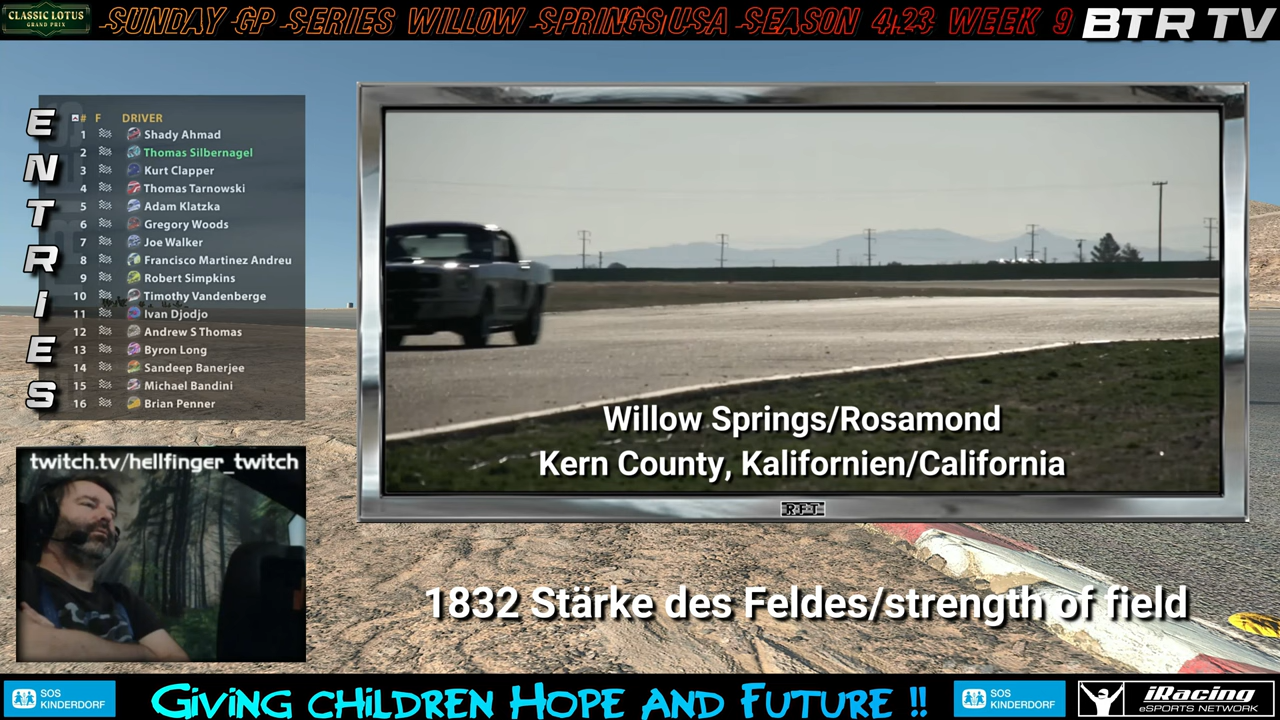 CLASSIC LOTUS
GRAND PRIX
SUNDAY GP SERIES WILLOW SPRINGS/USA SEASON 4.23 WEEK 9
BTR TV
ENTRIES
# F DRIVER
1 Shady Ahmad
2 Thomas Silbernagel
3 Kurt Clapper
4 Thomas Tarnowski
5 Adam Klatzka
6 Gregory Woods
7 Joe Walker
8 Francisco Martinez Andreu
9 Robert Simpkins
10 Timothy Vandenberge
11 Ivan Djodjo
12 Andrew S Thomas
13 Byron Long
14 Sandeep Banerjee
15 Michael Bandini
16 Brian Penner
Willow Springs/Rosamond
Kern County, Kalifornien/California
RFT
twitch.tv/hellfinger_twitch
1832 Stärke des Feldes/strength of field
SOS
KINDERDORF
GIVING CHILDREN HOPE AND FUTURE !!
SOS
KINDERDORF
iRacing
eSPORTS NETWORK